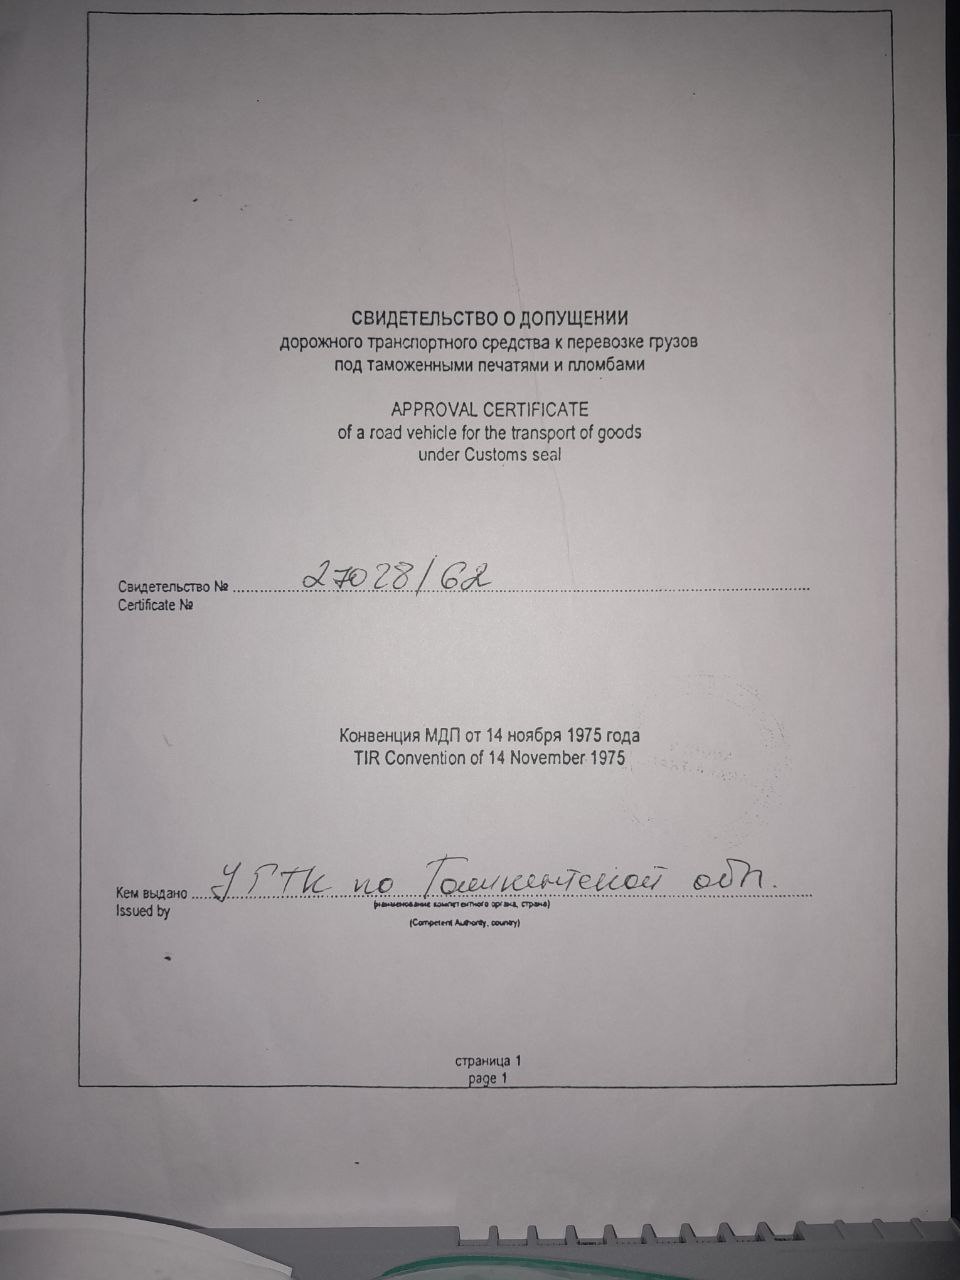 СВИДЕТЕЛЬСТВО О ДОПУЩЕНИИ
дорожного транспортного средства к перевозке грузов
под таможенными печатями и пломбами
APPROVAL CERTIFICATE
of a road vehicle for the transport of goods
under Customs seal
Свидетельство № 27028/62
Certificate №
Конвенция МДП от 14 ноября 1975 года
TIR Convention of 14 November 1975
Кем выдано УГТК по Ташкентской обл.
(наименование компетентного органа, страна)
Issued by
(Competent Authority, country)
страница 1
page 1